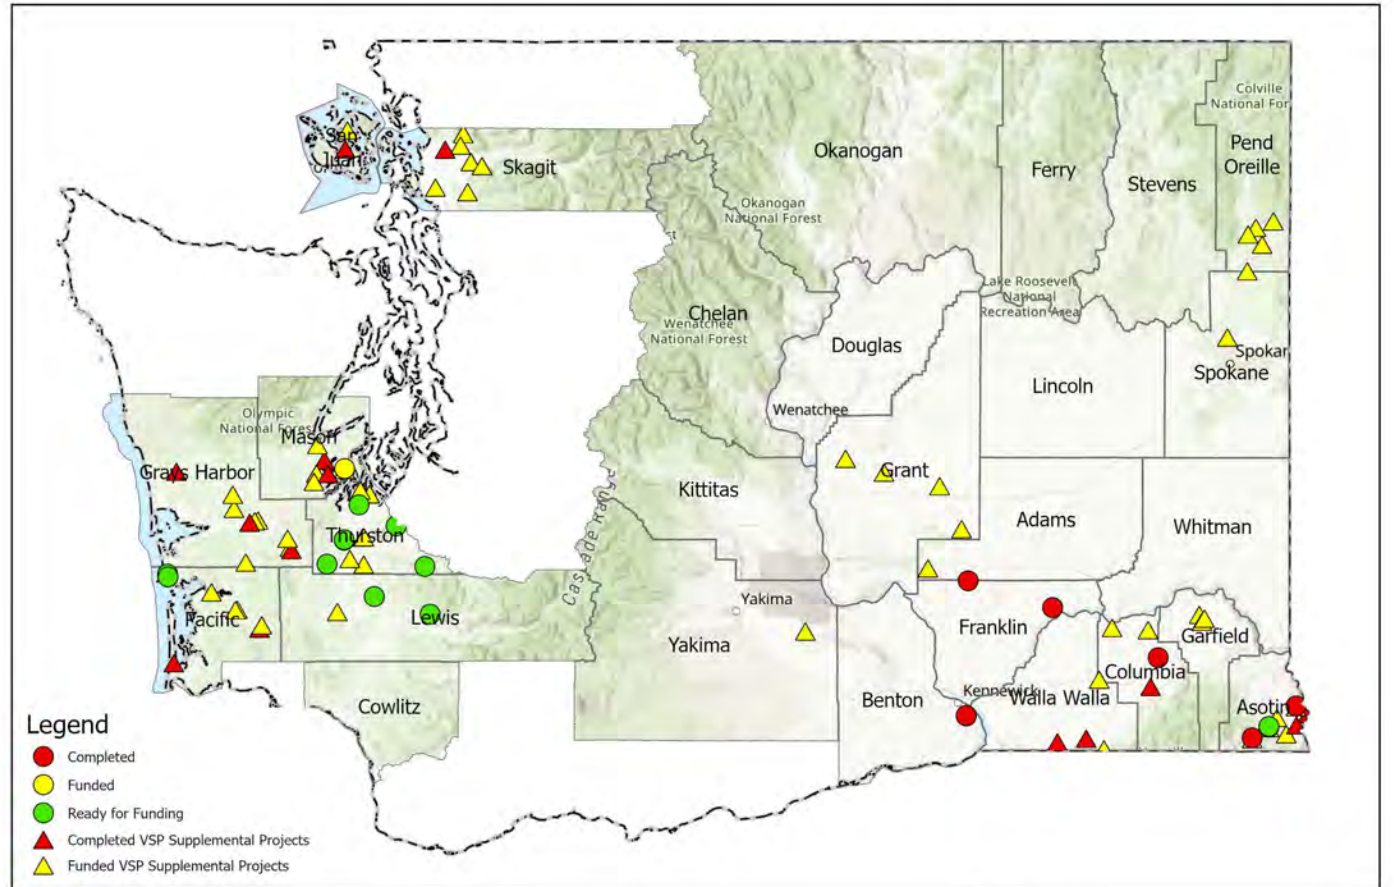 Colville
National For
San
Juan
Skagit
Okanogan
Ferry
Stevens
Pend
Oreille
Okanogan
National Forest
st
Lake Roosevelt
National
Recreation Area
Chelan
Wenatchee
National Forest
Douglas
Lincoln
Spokan
Spokane
Wenatchee
Olympic
National Forest
Mason
Grays Harbor
Grant
Kittitas
Adams
Whitman
Thurston
Cascade Range
Yakima
Pacific
Lewis
Franklin
Garfield
Yakima
Columbia
Kennewick
Walla Walla
Benton
Asotin
Cowlitz
Legend
Completed
Funded
Ready for Funding
Completed VSP Supplemental Projects
Funded VSP Supplemental Projects